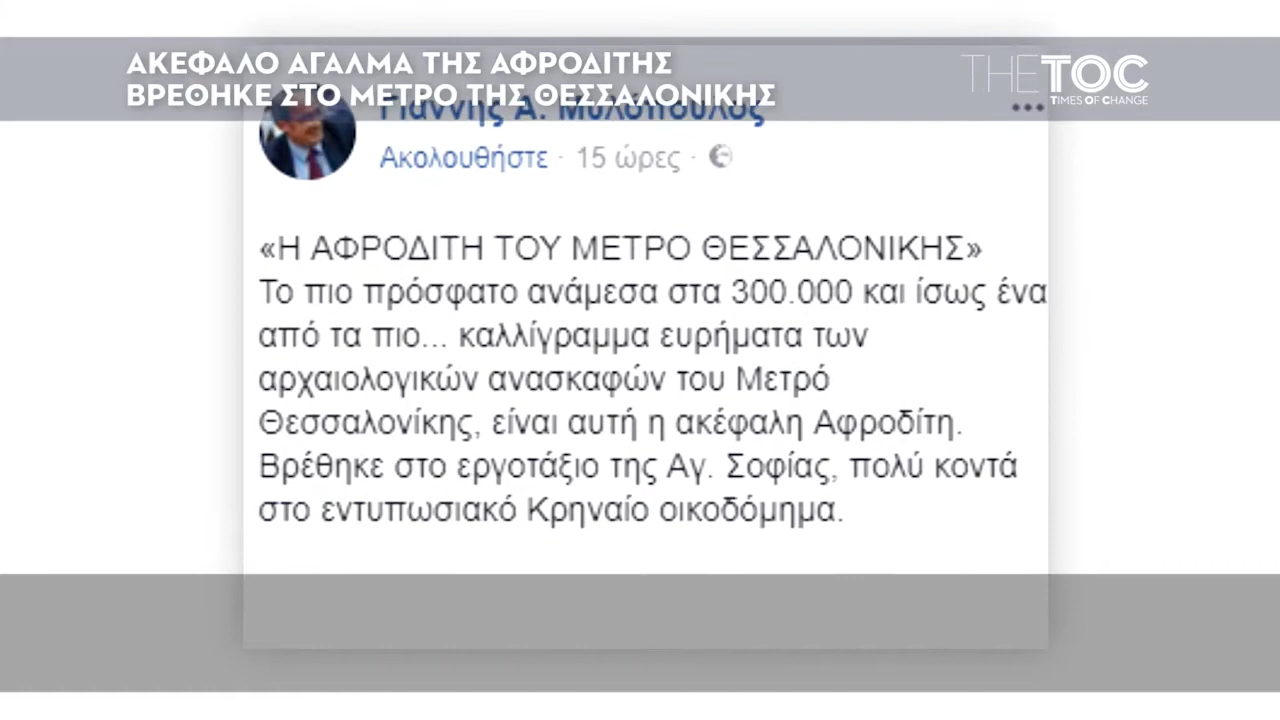 ΑΚΕΦΑΛΟ ΑΓΑΛΜΑ ΤΗΣ ΑΦΡΟΔΙΤΗΣ
ΒΡΕΘΗΚΕ ΣΤΟ ΜΕΤΡΟ ΤΗΣ ΘΕΣΣΑΛΟΝΙΚΗΣ
THETOC
TIMES OF CHANGE
Γιάννης Α. Μυλόπουλος
Ακολουθήστε · 15 ώρες ·
«Η ΑΦΡΟΔΙΤΗ ΤΟΥ ΜΕΤΡΟ ΘΕΣΣΑΛΟΝΙΚΗΣ»
Το πιο πρόσφατο ανάμεσα στα 300.000 και ίσως ένα
από τα πιο... καλλίγραμμα ευρήματα των
αρχαιολογικών ανασκαφών του Μετρό
Θεσσαλονίκης, είναι αυτή η ακέφαλη Αφροδίτη.
Βρέθηκε στο εργοτάξιο της Αγ. Σοφίας, πολύ κοντά
στο εντυπωσιακό Κρηναίο οικοδόμημα.